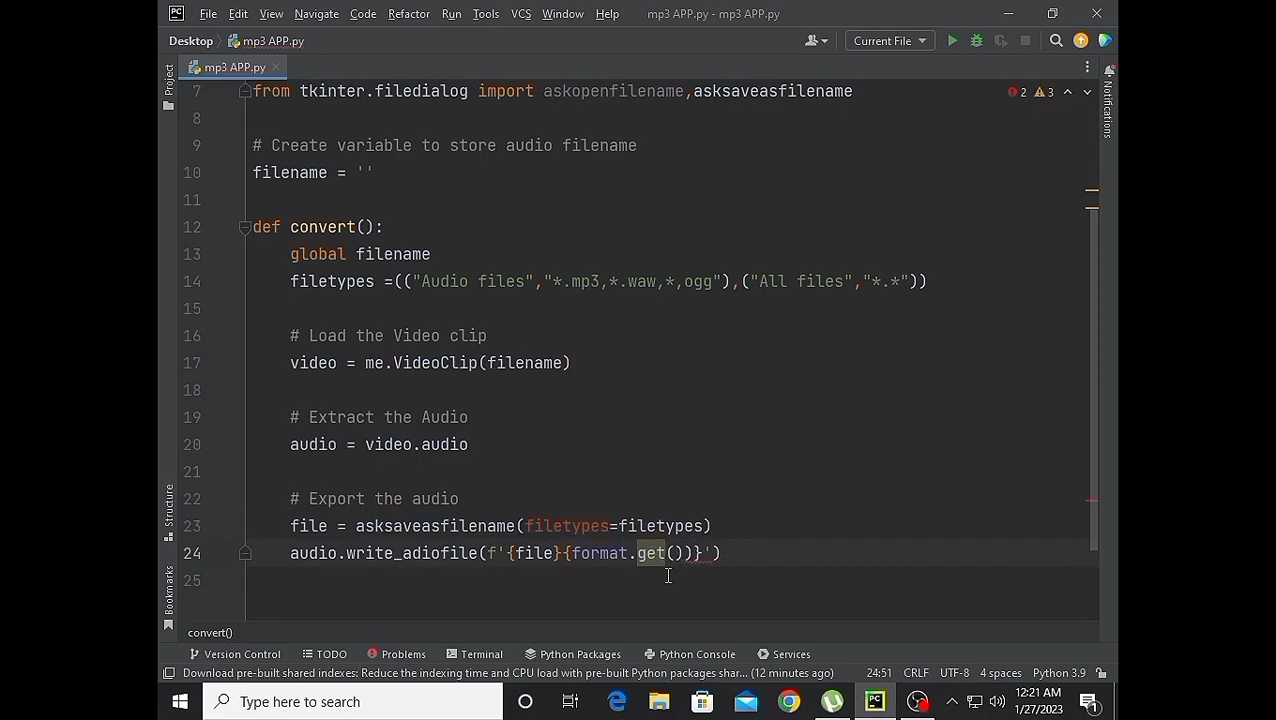 File Edit View Navigate Code Refactor Run Tools VCS Window Help mp3 APP.py - mp3 APP.py
Desktop mp3 APP.py Current File
mp3 APP.py
Project
Notifications
7 from tkinter.filedialog import askopenfilename,asksaveasfilename 2 3
8
9 # Create variable to store audio filename
10 filename = ''
11
12 def convert():
13 global filename
14 filetypes =(("Audio files","*.mp3,*.waw,*,ogg"),("All files","*.*"))
15
16 # Load the Video clip
17 video = me.VideoClip(filename)
18
19 # Extract the Audio
20 audio = video.audio
21
22 # Export the audio
23 file = asksaveasfilename(filetypes=filetypes)
24 audio.write_adiofile(f'{file}{format.get())}')
25
Structure
Bookmarks
convert()
Version Control TODO Problems Terminal Python Packages Python Console Services
Download pre-built shared indexes: Reduce the indexing time and CPU load with pre-built Python packages shar... (12 minutes ago) 24:51 CRLF UTF-8 4 spaces Python 3.9
Type here to search
12:21 AM
1/27/2023
1